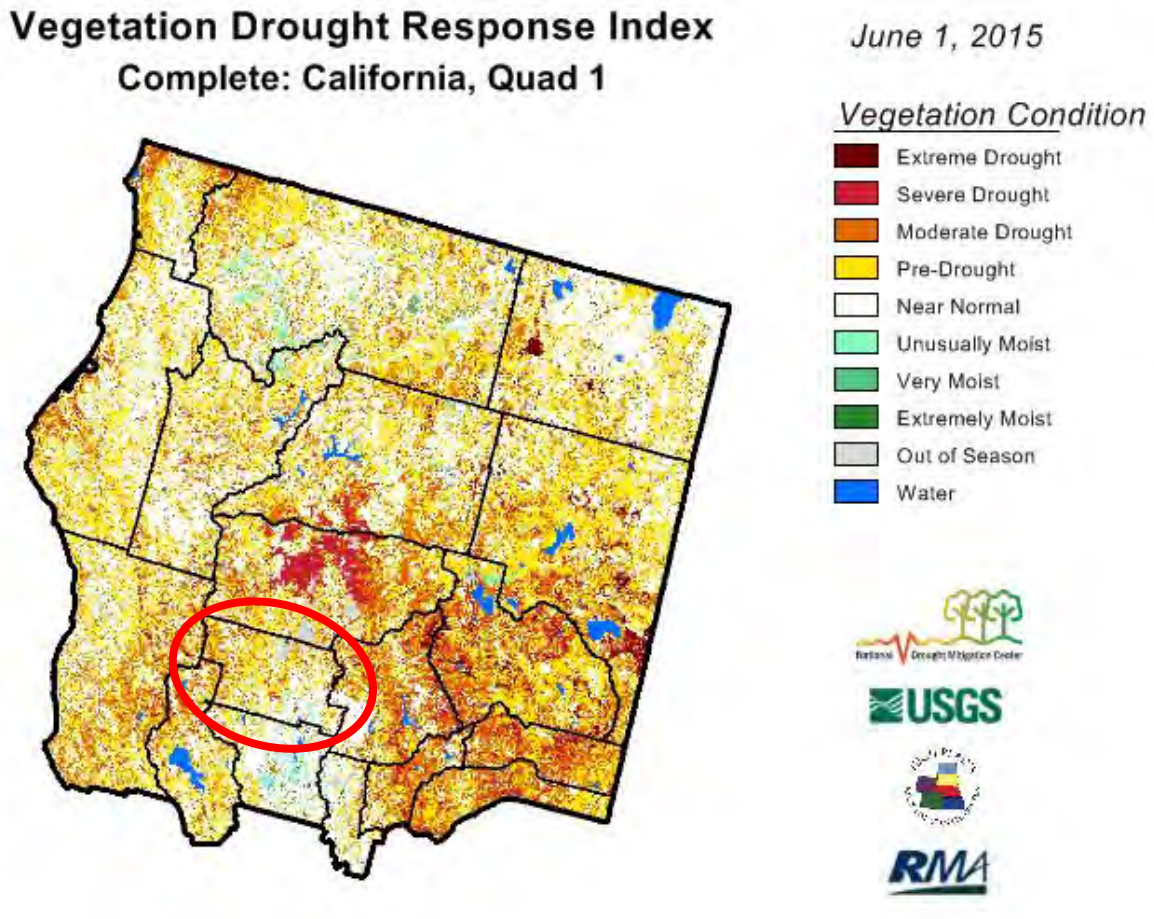 Vegetation Drought Response Index
Complete: California, Quad 1
June 1, 2015
Vegetation Condition
Extreme Drought
Severe Drought
Moderate Drought
Pre-Drought
Near Normal
Unusually Moist
Very Moist
Extremely Moist
Out of Season
Water
National Drought Mitigation Center
USGS
RMA